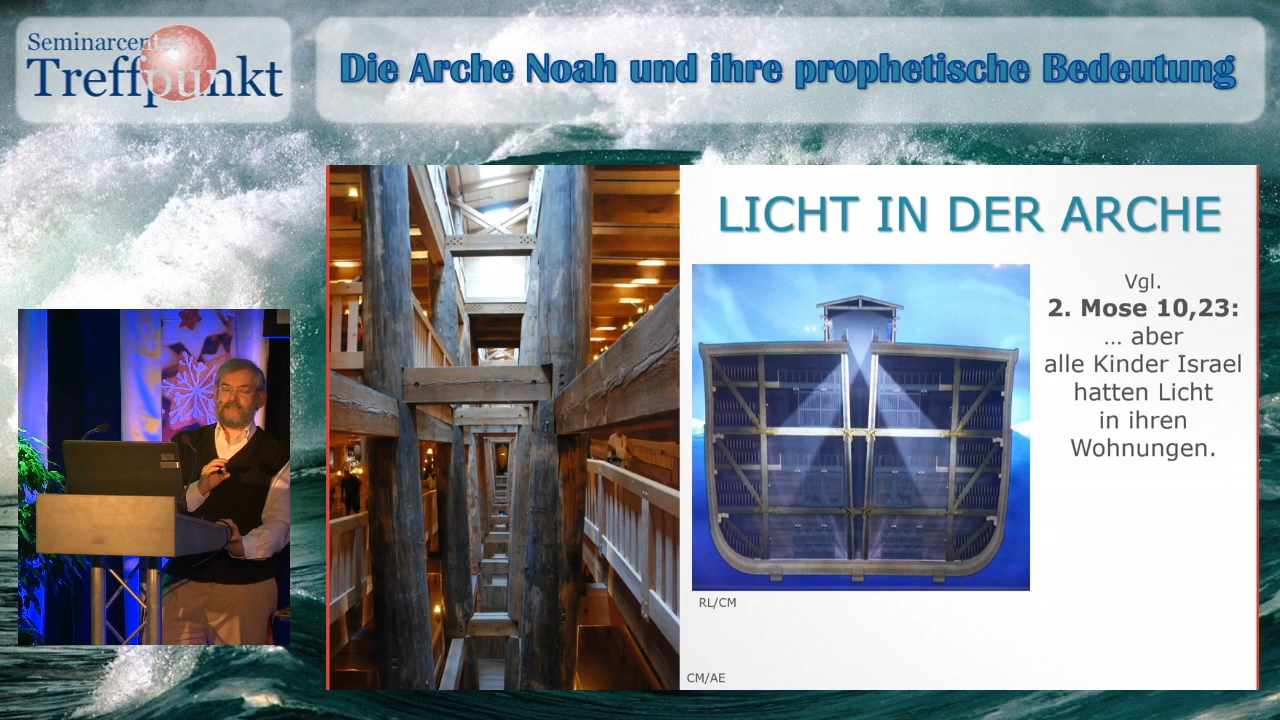 Seminarcenter
Treffpunkt
Die Arche Noah und ihre prophetische Bedeutung
LICHT IN DER ARCHE
Vgl.
2. Mose 10,23:
… aber
alle Kinder Israel
hatten Licht
in ihren
Wohnungen.
RL/CM
CM/AE